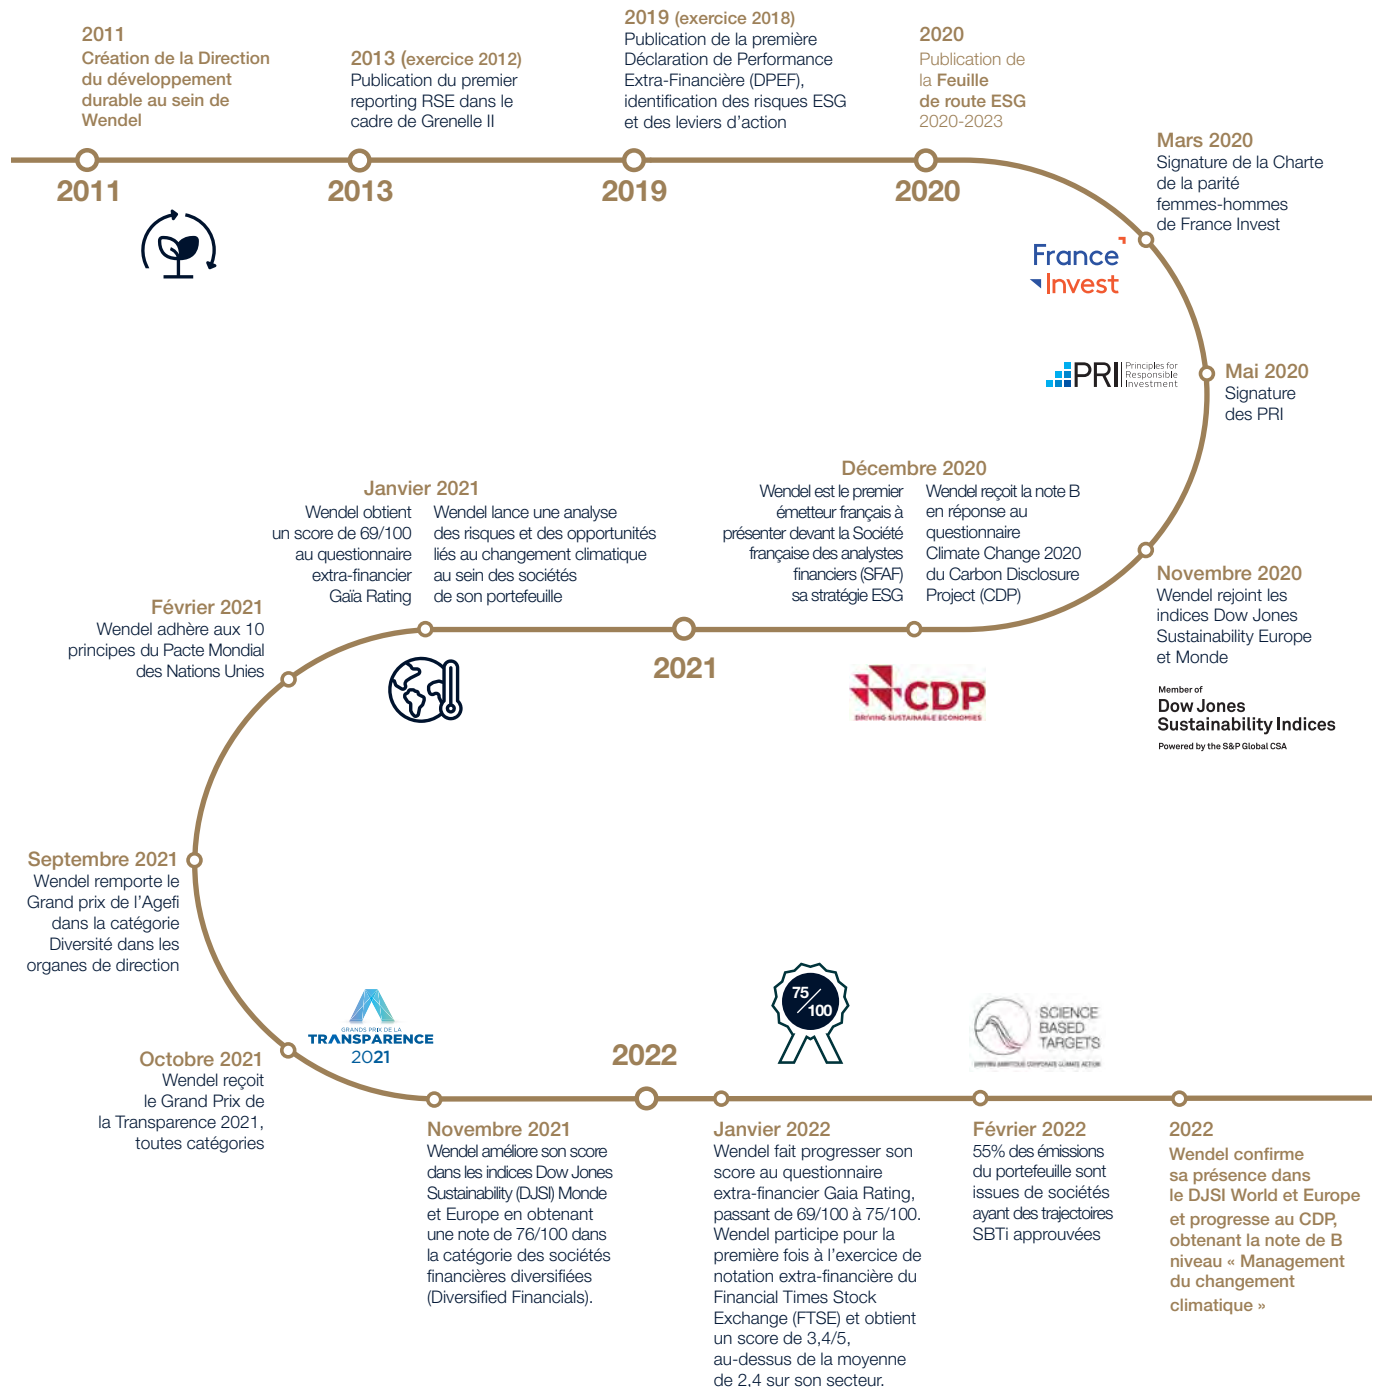 2011
Création de la Direction
du développement
durable au sein de
Wendel
2011
2013 (exercice 2012)
Publication du premier
reporting RSE dans le
cadre de Grenelle II
2013
2019 (exercice 2018)
Publication de la première
Déclaration de Performance
Extra-Financière (DPEF),
identification des risques ESG
et des leviers d'action
2019
2020
Publication de
la Feuille
de route ESG
2020-2023
2020
Mars 2020
Signature de la Charte
de la parité
femmes-hommes
de France Invest
France
Invest
PRI
Principles for
Responsible
Investment
Mai 2020
Signature
des PRI
Novembre 2020
Wendel rejoint les
indices Dow Jones
Sustainability Europe
et Monde
Member of
Dow Jones
Sustainability Indices
Powered by the S&P Global CSA
Décembre 2020
Wendel est le premier
émetteur français à
présenter devant la Société
française des analystes
financiers (SFAF)
sa stratégie ESG
Wendel reçoit la note B
en réponse au
questionnaire
Climate Change 2020
du Carbon Disclosure
Project (CDP)
CDP
DRIVING SUSTAINABLE ECONOMIES
2021
Janvier 2021
Wendel obtient
un score de 69/100
au questionnaire
extra-financier
Gaïa Rating
Wendel lance une analyse
des risques et des opportunités
liés au changement climatique
au sein des sociétés
de son portefeuille
Février 2021
Wendel adhère aux 10
principes du Pacte Mondial
des Nations Unies
Septembre 2021
Wendel remporte le
Grand prix de l'Agefi
dans la catégorie
Diversité dans les
organes de direction
Octobre 2021
Wendel reçoit
le Grand Prix de
la Transparence 2021,
toutes catégories
GRANDS PRIX DE LA
TRANSPARENCE
2021
Novembre 2021
Wendel améliore son score
dans les indices Dow Jones
Sustainability (DJSI) Monde
et Europe en obtenant
une note de 76/100 dans
la catégorie des sociétés
financières diversifiées
(Diversified Financials).
2022
75/100
Janvier 2022
Wendel fait progresser son
score au questionnaire
extra-financier Gaia Rating,
passant de 69/100 à 75/100.
Wendel participe pour la
première fois à l'exercice de
notation extra-financière du
Financial Times Stock
Exchange (FTSE) et obtient
un score de 3,4/5,
au-dessus de la moyenne
de 2,4 sur son secteur.
SCIENCE
BASED
TARGETS
DRIVING AMBITIOUS CORPORATE CLIMATE ACTION
Février 2022
55% des émissions
du portefeuille sont
issues de sociétés
ayant des trajectoires
SBTi approuvées
2022
Wendel confirme
sa présence dans
le DJSI World et Europe
et progresse au CDP,
obtenant la note de B
niveau « Management
du changement
climatique »